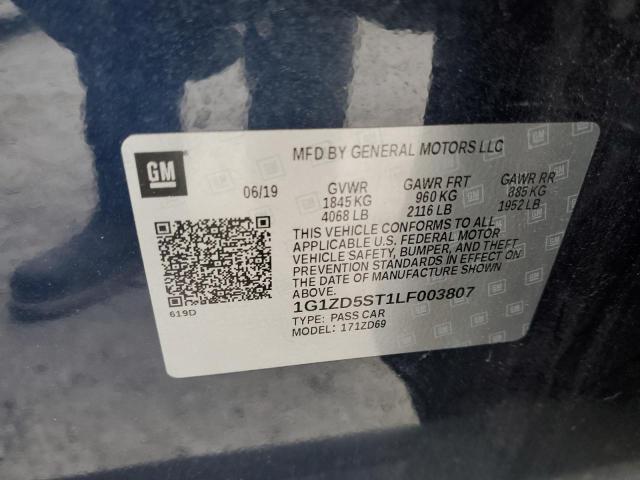 GM
MFD BY GENERAL MOTORS LLC
06/19 GVWR GAWR FRT GAWR RR
1845 KG 960 KG 885 KG
4068 LB 2116 LB 1952 LB
THIS VEHICLE CONFORMS TO ALL
APPLICABLE U.S. FEDERAL MOTOR
VEHICLE SAFETY, BUMPER, AND THEFT
PREVENTION STANDARDS IN EFFECT ON
THE DATE OF MANUFACTURE SHOWN
ABOVE.
1G1ZD5ST1LF003807
619D
TYPE: PASS CAR
MODEL: 171ZD69